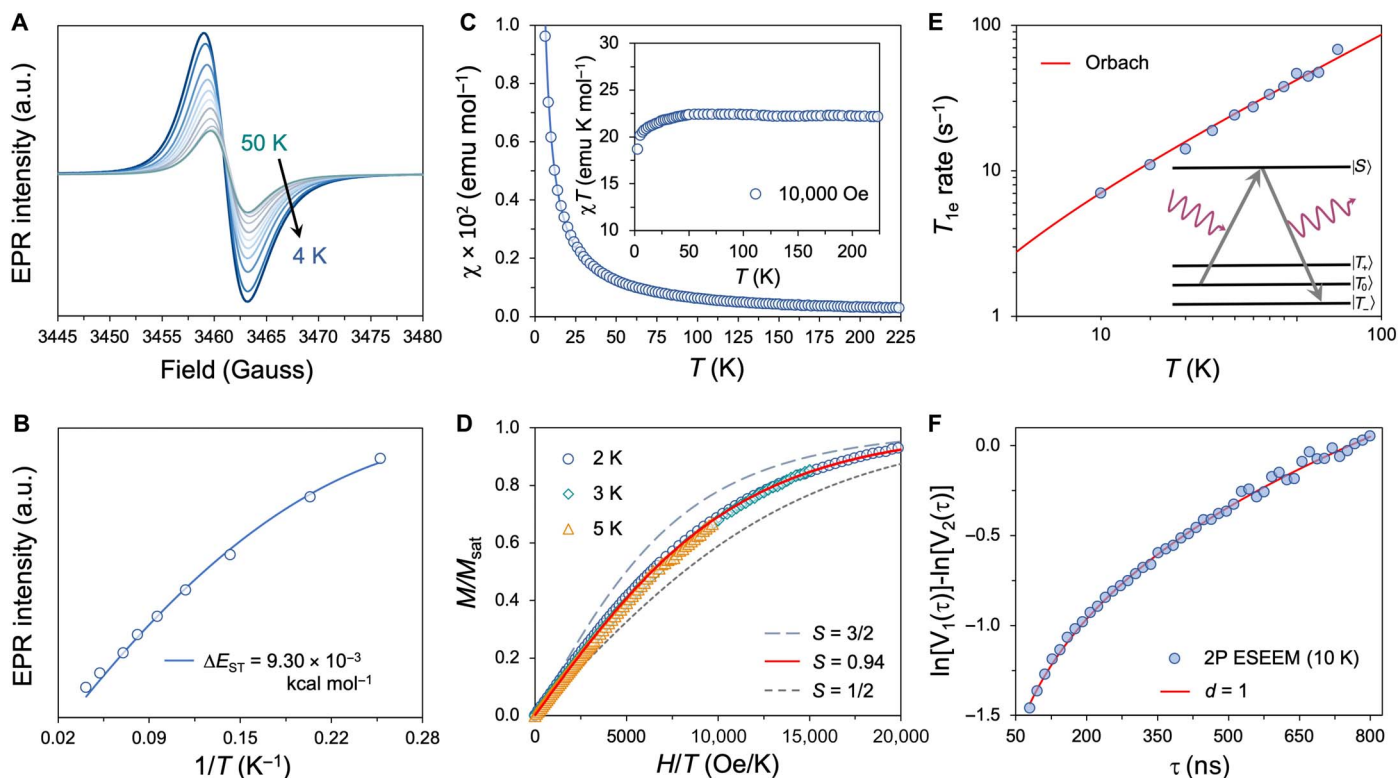 A
EPR intensity (a.u.)
50 K
4 K
3445 3450 3455 3460 3465 3470 3475 3480
Field (Gauss)
B
EPR intensity (a.u.)
ΔE_ST = 9.30 × 10⁻³
kcal mol⁻¹
0.02 0.09 0.15 0.22 0.28
1/T (K⁻¹)
C
χ × 10² (emu mol⁻¹)
1.0
0.8
0.6
0.4
0.2
0.0
0 25 50 75 100 125 150 175 200 225
T (K)
χT (emu K mol⁻¹)
30
25
20
15
10
10,000 Oe
0 50 100 150 200
T (K)
D
M/M_sat
1.0
0.8
0.6
0.4
0.2
0.0
2 K
3 K
5 K
S = 3/2
S = 0.94
S = 1/2
0 5000 10,000 15,000 20,000
H/T (Oe/K)
E
T_1e rate (s⁻¹)
100
10
1
Orbach
|S⟩
|T₊⟩
|T₀⟩
|T₋⟩
10 100
T (K)
F
ln[V₁(τ)]-ln[V₂(τ)]
0.0
−0.5
−1.0
−1.5
2P ESEEM (10 K)
d = 1
50 200 350 500 650 800
τ (ns)